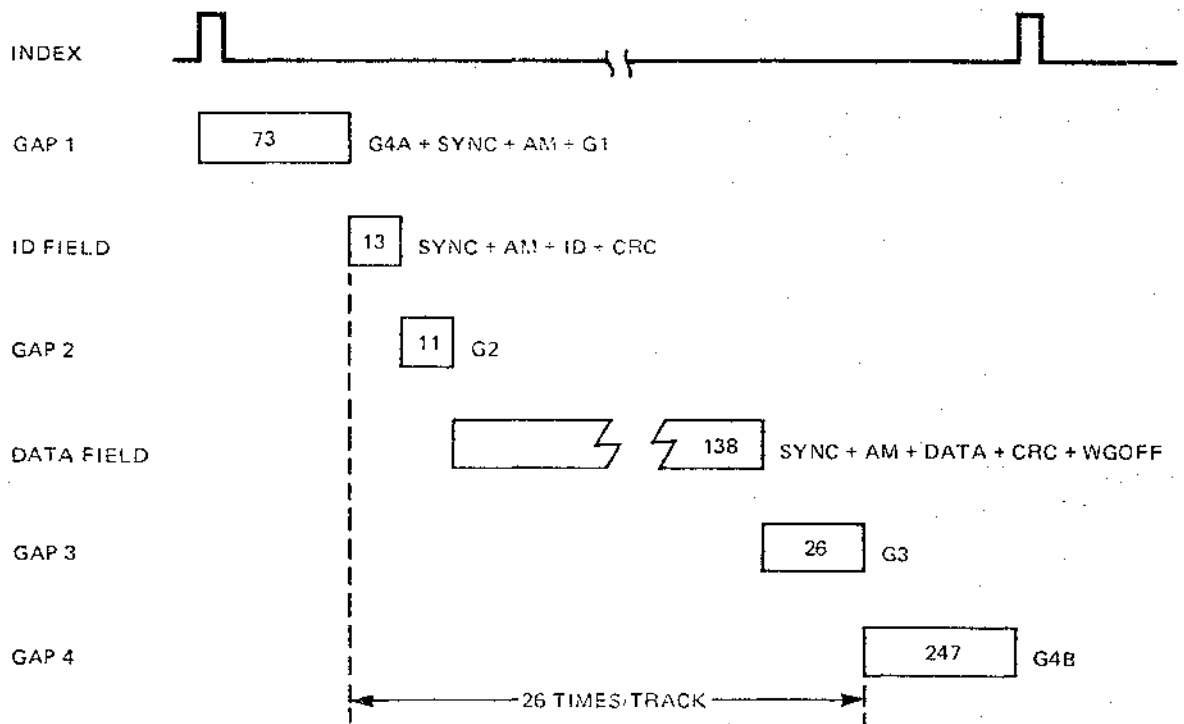 INDEX
GAP 1
73
G4A + SYNC + AM + G1
ID FIELD
13
SYNC + AM + ID + CRC
GAP 2
11
G2
DATA FIELD
138
SYNC + AM + DATA + CRC + WGOFF
GAP 3
26
G3
GAP 4
247
G4B
26 TIMES/TRACK